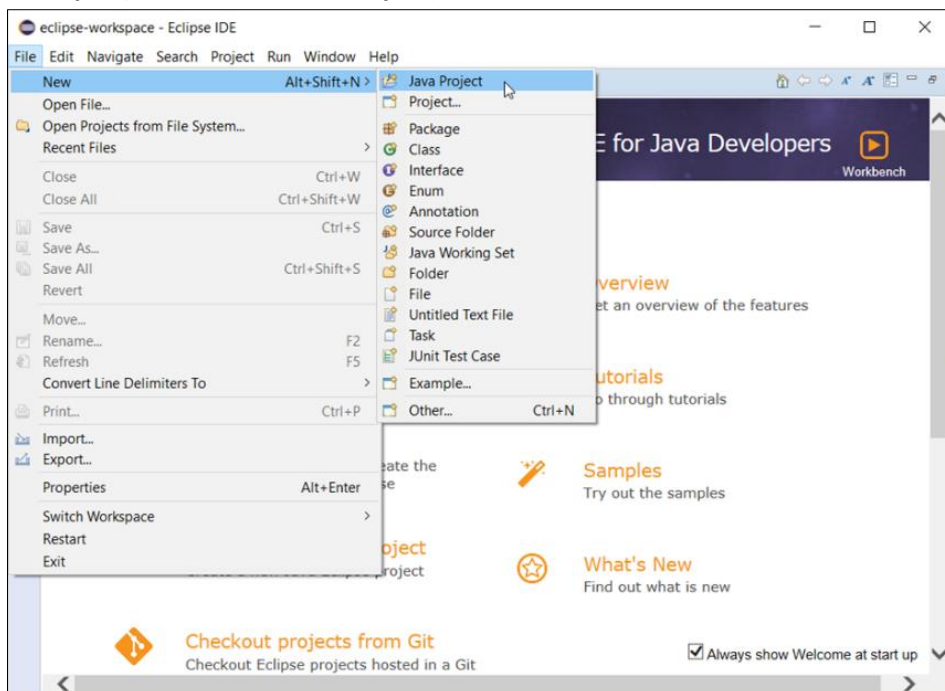 eclipse-workspace - Eclipse IDE
File Edit Navigate Search Project Run Window Help
New Alt+Shift+N >
Open File...
Open Projects from File System...
Recent Files >
Close Ctrl+W
Close All Ctrl+Shift+W
Save Ctrl+S
Save As...
Save All Ctrl+Shift+S
Revert
Move...
Rename... F2
Refresh F5
Convert Line Delimiters To >
Print... Ctrl+P
Import...
Export...
Properties Alt+Enter
Switch Workspace >
Restart
Exit
Java Project
Project...
Package
Class
Interface
Enum
Annotation
Source Folder
Java Working Set
Folder
File
Untitled Text File
Task
JUnit Test Case
Example...
Other... Ctrl+N
E for Java Developers
Workbench
verview
et an overview of the features
utorials
o through tutorials
eate the
se
Samples
Try out the samples
oject
project
What's New
Find out what is new
Checkout projects from Git
Checkout Eclipse projects hosted in a Git
Always show Welcome at start up